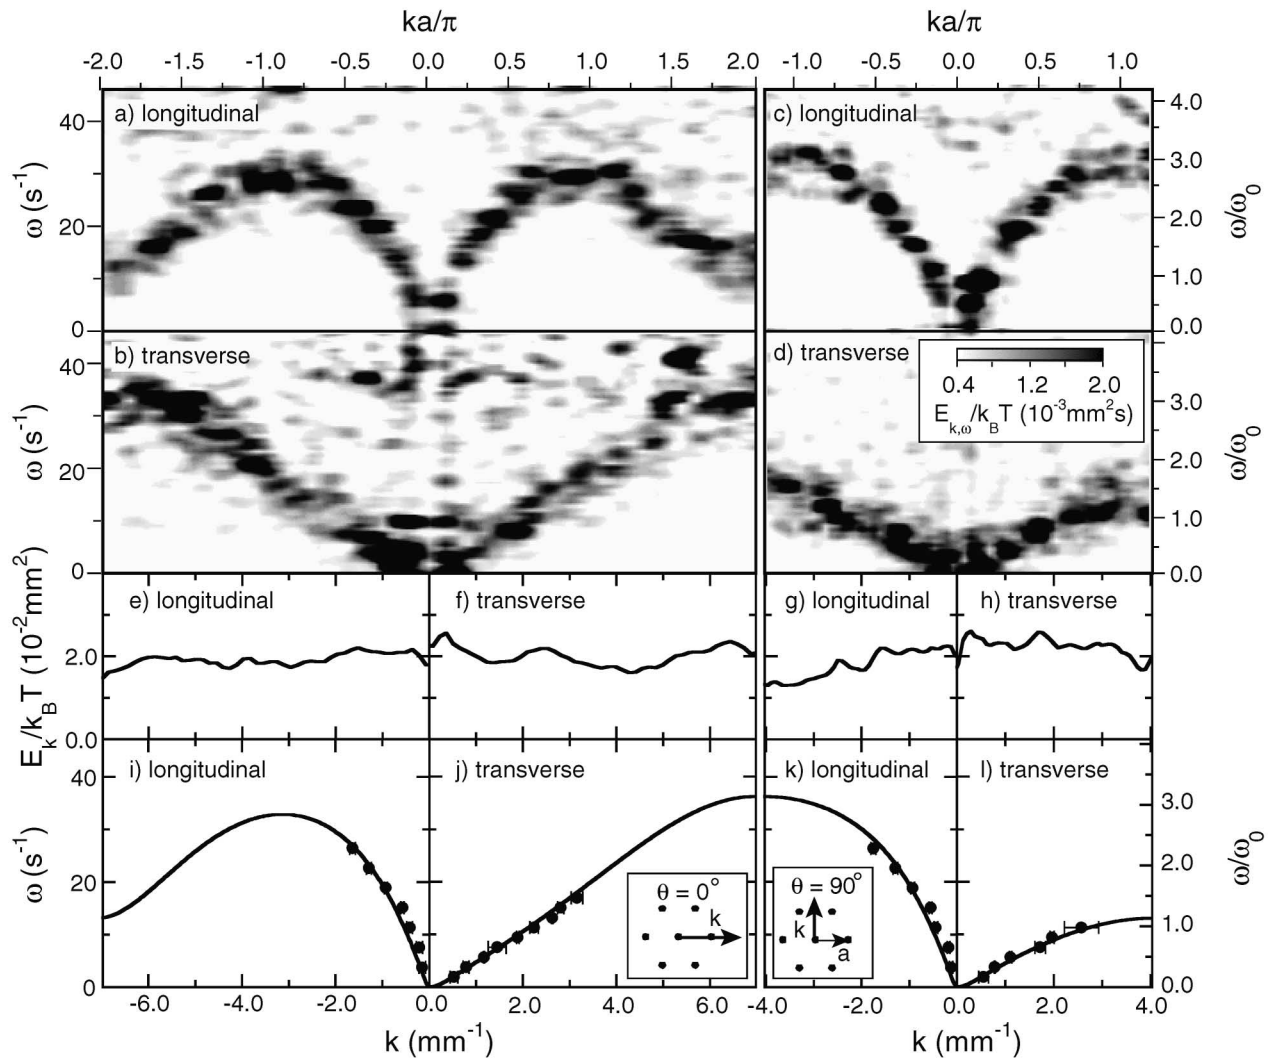 ka/π ka/π
-2.0 -1.5 -1.0 -0.5 0.0 0.5 1.0 1.5 2.0 -1.0 -0.5 0.0 0.5 1.0
a) longitudinal c) longitudinal
40 20 0
ω (s⁻¹)
4.0 3.0 2.0 1.0 0.0
ω/ω₀
b) transverse d) transverse
40 20 0
ω (s⁻¹)
0.4 1.2 2.0
E_k,ω/k_BT (10⁻³mm²s)
3.0 2.0 1.0 0.0
ω/ω₀
e) longitudinal f) transverse g) longitudinal h) transverse
2.0 0.0
E_k/k_BT (10⁻²mm²)
i) longitudinal j) transverse k) longitudinal l) transverse
40 20 0
ω (s⁻¹)
θ = 0°
k
θ = 90°
k
a
3.0 2.0 1.0 0.0
ω/ω₀
-6.0 -4.0 -2.0 0.0 2.0 4.0 6.0 -4.0 -2.0 0.0 2.0 4.0
k (mm⁻¹) k (mm⁻¹)